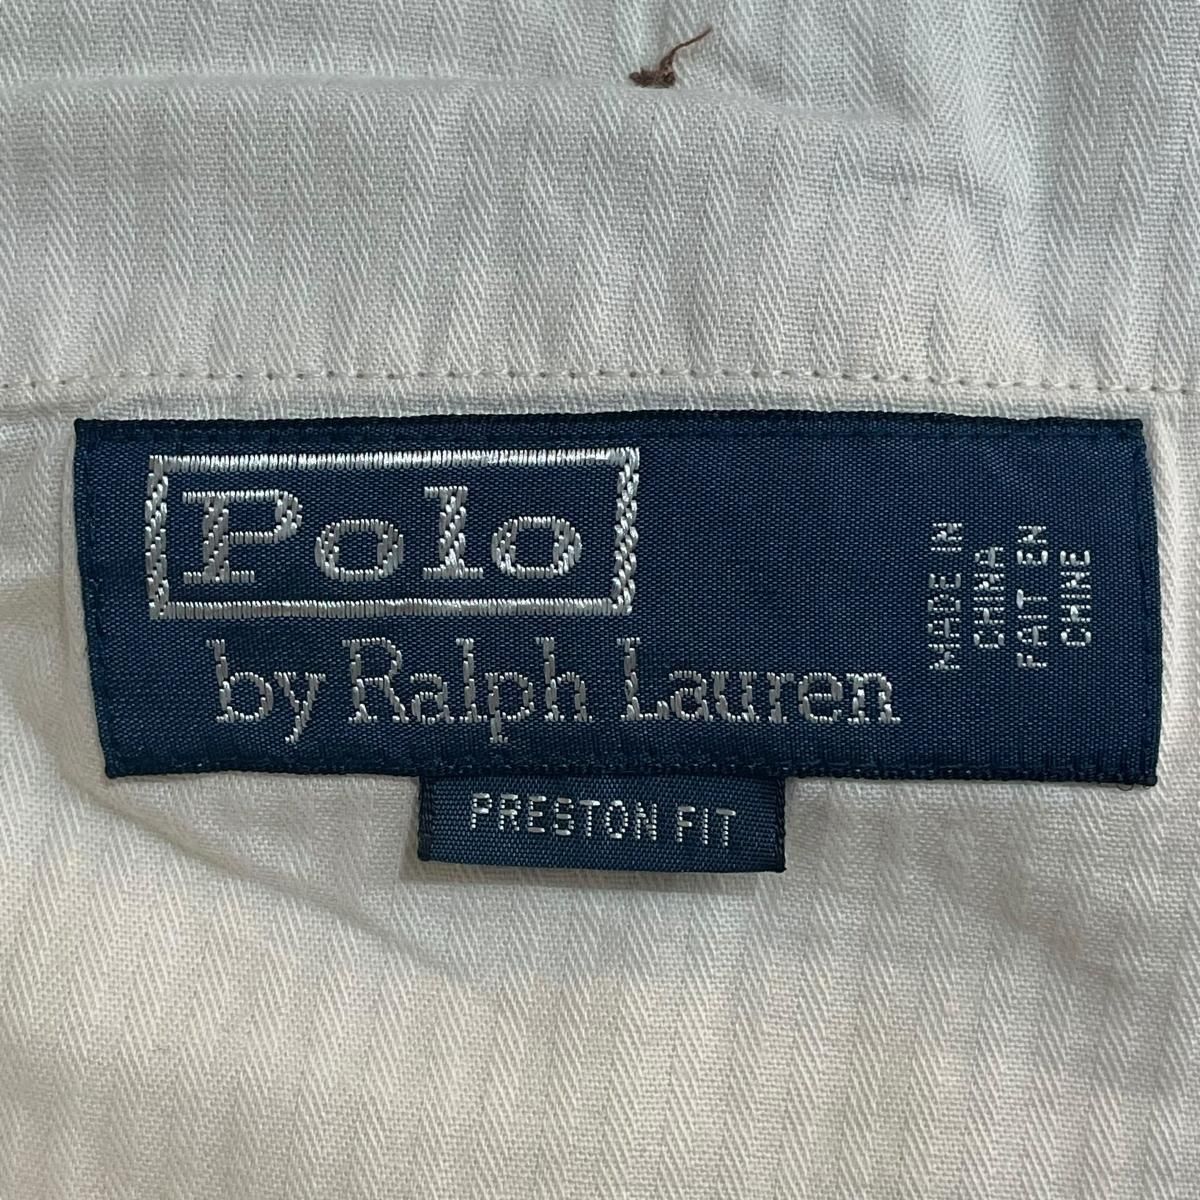 Polo
by Ralph Lauren
MADE IN
CHINA
FAIT EN
CHINE
PRESTON FIT